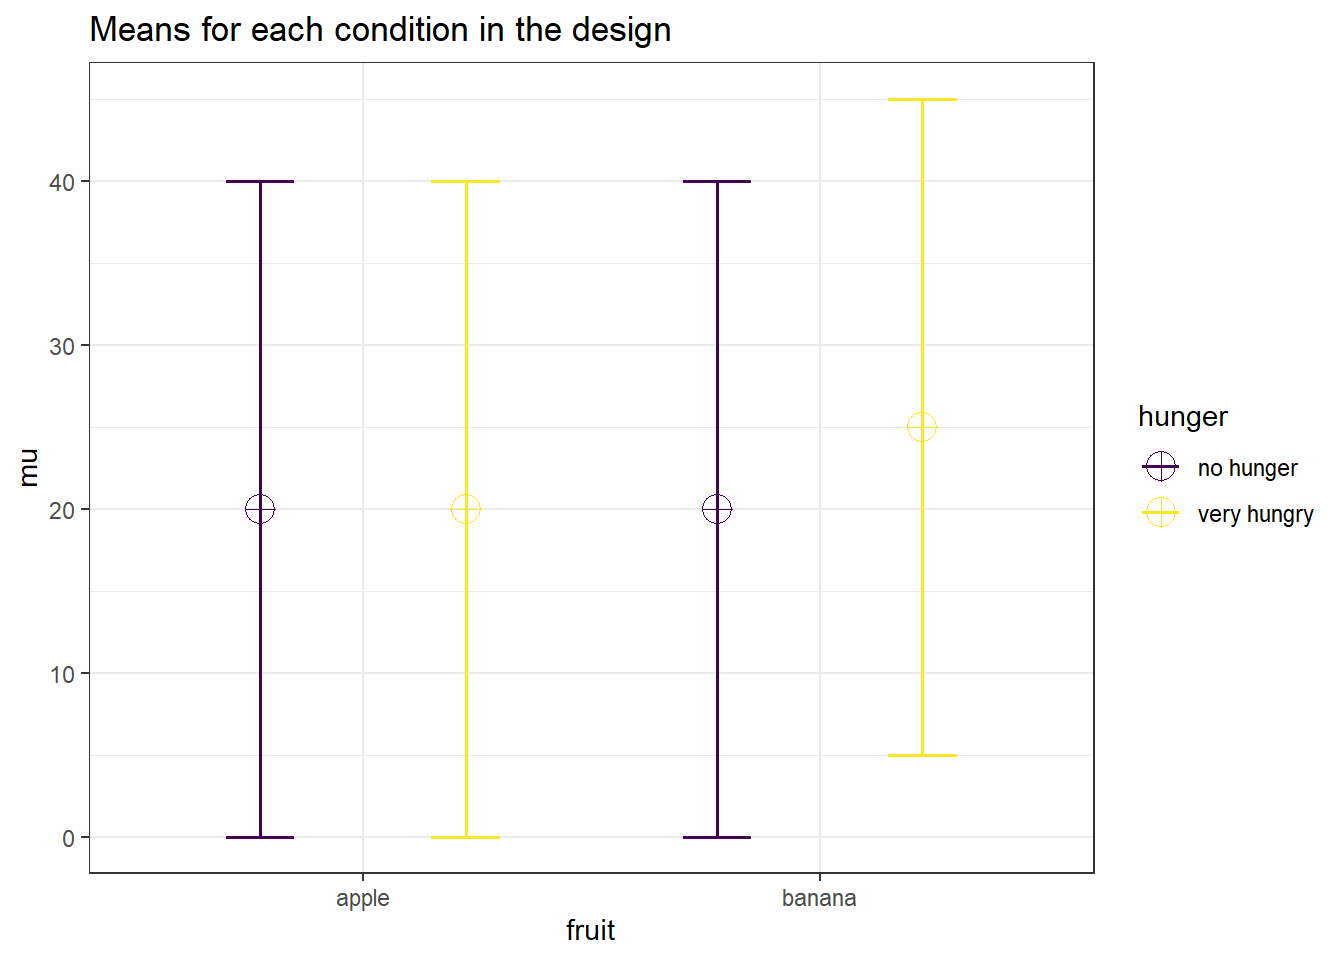 Means for each condition in the design
mu
40
30
20
10
0
apple banana
fruit
hunger
no hunger
very hungry